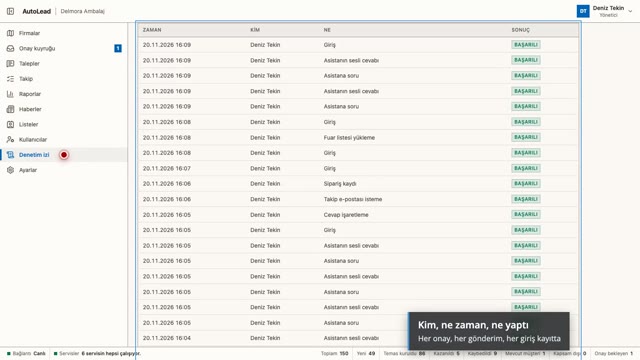 AutoLead Delmora Ambalaj
DT Deniz Tekin
Yönetici
Firmalar
Onay kuyruğu 1
Talepler
Takip
Raporlar
Haberler
Listeler
Kullanıcılar
Denetim izi
Ayarlar
ZAMAN KİM NE SONUÇ
20.11.2026 16:09 Deniz Tekin Giriş BAŞARILI
20.11.2026 16:09 Deniz Tekin Asistanın sesli cevabı BAŞARILI
20.11.2026 16:09 Deniz Tekin Asistana soru BAŞARILI
20.11.2026 16:09 Deniz Tekin Asistanın sesli cevabı BAŞARILI
20.11.2026 16:09 Deniz Tekin Asistana soru BAŞARILI
20.11.2026 16:08 Deniz Tekin Giriş BAŞARILI
20.11.2026 16:08 Deniz Tekin Fuar listesi yükleme BAŞARILI
20.11.2026 16:08 Deniz Tekin Giriş BAŞARILI
20.11.2026 16:07 Deniz Tekin Giriş BAŞARILI
20.11.2026 16:06 Deniz Tekin Sipariş kaydı BAŞARILI
20.11.2026 16:06 Deniz Tekin Takip e-postası isteme BAŞARILI
20.11.2026 16:05 Deniz Tekin Cevap işaretleme BAŞARILI
20.11.2026 16:05 Deniz Tekin Giriş BAŞARILI
20.11.2026 16:05 Deniz Tekin Asistanın sesli cevabı BAŞARILI
20.11.2026 16:05 Deniz Tekin Asistana soru BAŞARILI
20.11.2026 16:05 Deniz Tekin Asistanın sesli cevabı BAŞARILI
20.11.2026 16:05 Deniz Tekin Asistana soru BAŞARILI
20.11.2026 16:05 Deniz Tekin Asistanın sesli cevabı BAŞARILI
20.11.2026 16:05 Deniz Tekin Asistana soru
20.11.2026 16:04 Deniz Tekin Asistanın sesli cevabı
Kim, ne zaman, ne yaptı
Her onay, her gönderim, her giriş kayıtta
Bağlantı Canlı Servisler 6 servisin hepsi çalışıyor. Toplam 150 Yeni 49 Temas kuruldu 86 Kazanıldı 5 Kaybedildi 9 Mevcut müşteri 1 Kapsam dışı 0 Onay bekleyen 1